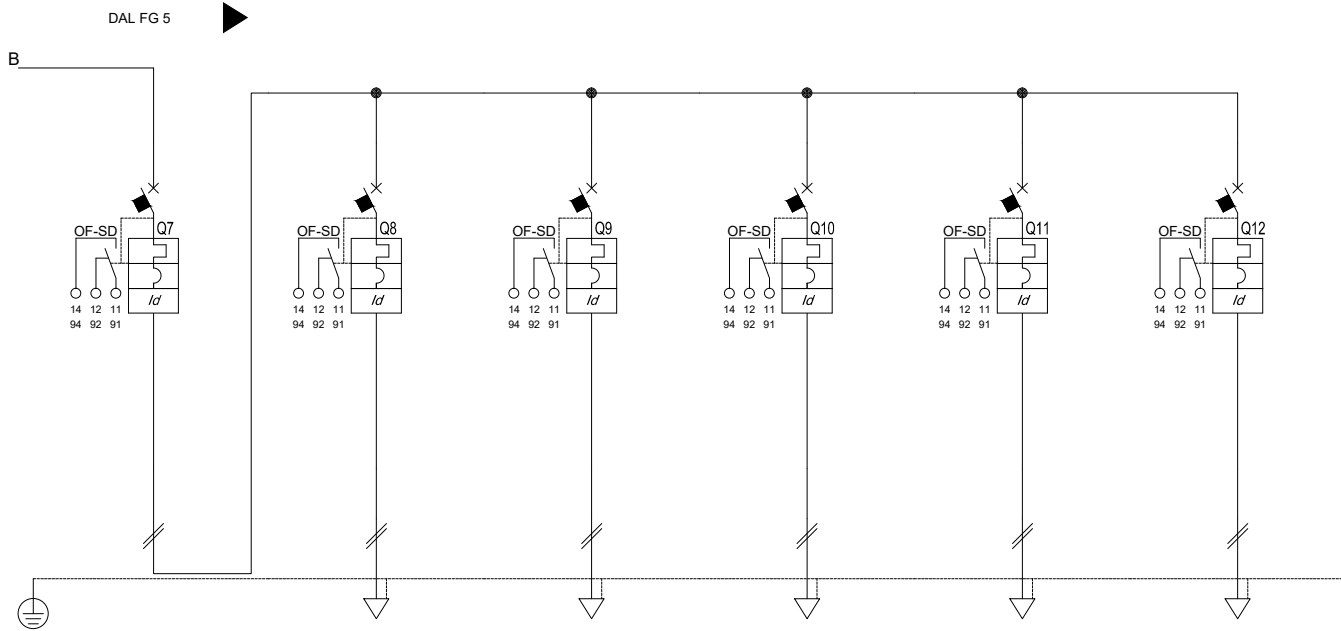 DAL FG 5
B
OF-SD Q7 OF-SD Q8 OF-SD Q9 OF-SD Q10 OF-SD Q11 OF-SD Q12
Id Id Id Id Id Id
14 12 11 14 12 11 14 12 11 14 12 11 14 12 11 14 12 11
94 92 91 94 92 91 94 92 91 94 92 91 94 92 91 94 92 91